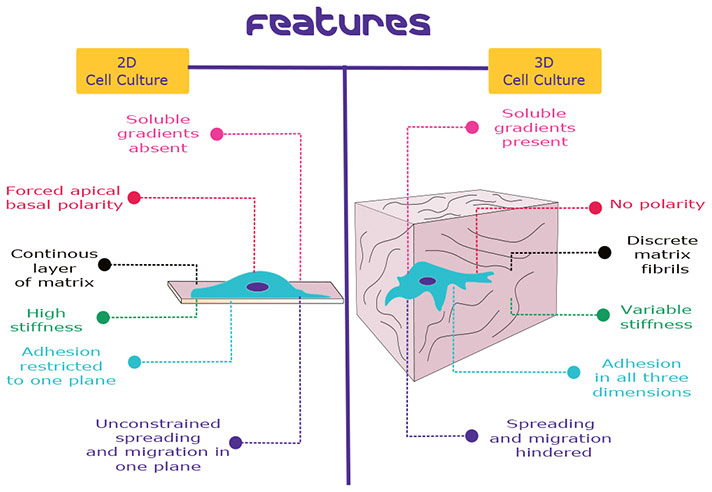 Features
2D
Cell Culture
3D
Cell Culture
Soluble
gradients
absent
Forced apical
basal polarity
Continous
layer
of matrix
High
stiffness
Adhesion
restricted
to one plane
Unconstrained
spreading
and migration in
one plane
Soluble
gradients
present
No polarity
Discrete
matrix
fibrils
Variable
stiffness
Adhesion
in all three
dimensions
Spreading
and migration
hindered